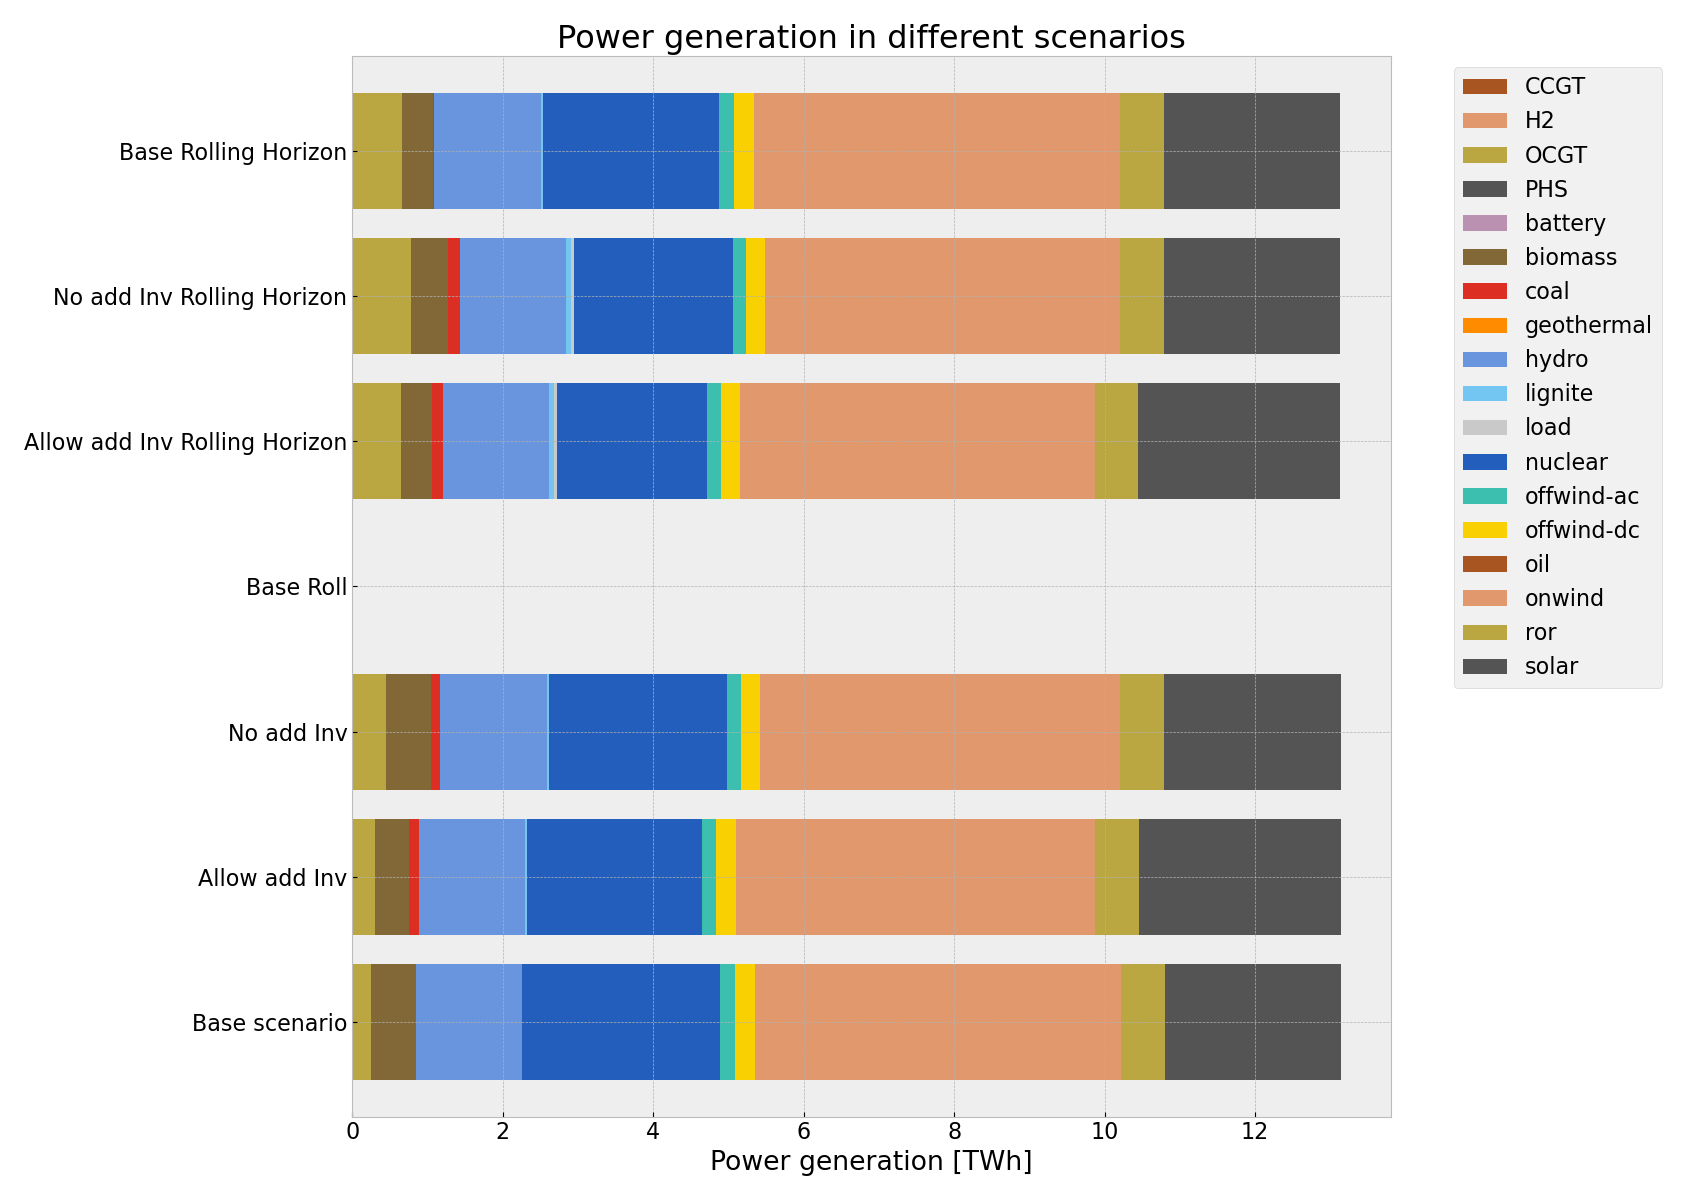 Power generation in different scenarios
Base Rolling Horizon
No add Inv Rolling Horizon
Allow add Inv Rolling Horizon
Base Roll
No add Inv
Allow add Inv
Base scenario
0 2 4 6 8 10 12
Power generation [TWh]
CCGT
H2
OCGT
PHS
battery
biomass
coal
geothermal
hydro
lignite
load
nuclear
offwind-ac
offwind-dc
oil
onwind
ror
solar